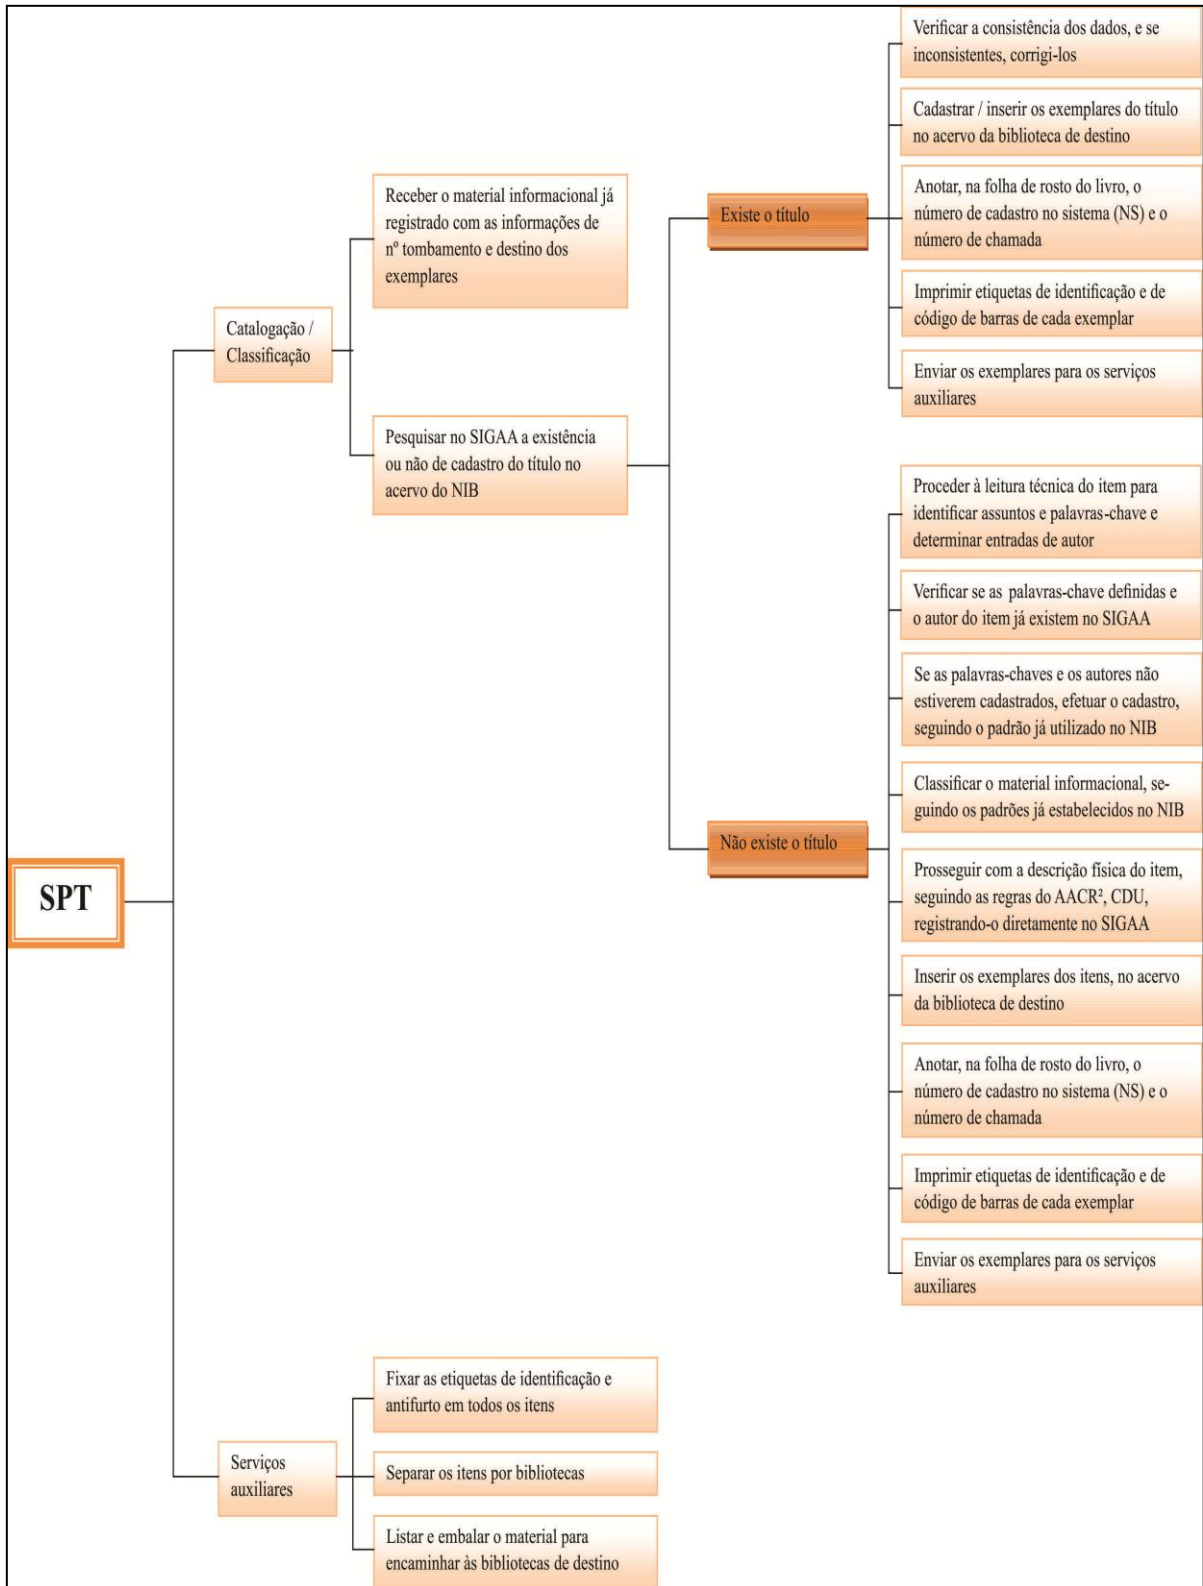 SPT
Catalogação /
Classificação
Receber o material informacional já
registrado com as informações de
nº tombamento e destino dos
exemplares
Pesquisar no SIGAA a existência
ou não de cadastro do título no
acervo do NIB
Existe o título
Verificar a consistência dos dados, e se
inconsistentes, corrigi-los
Cadastrar / inserir os exemplares do título
no acervo da biblioteca de destino
Anotar, na folha de rosto do livro, o
número de cadastro no sistema (NS) e o
número de chamada
Imprimir etiquetas de identificação e de
código de barras de cada exemplar
Enviar os exemplares para os serviços
auxiliares
Não existe o título
Proceder à leitura técnica do item para
identificar assuntos e palavras-chave e
determinar entradas de autor
Verificar se as palavras-chave definidas e
o autor do item já existem no SIGAA
Se as palavras-chaves e os autores não
estiverem cadastrados, efetuar o cadastro,
seguindo o padrão já utilizado no NIB
Classificar o material informacional, se-
guindo os padrões já estabelecidos no NIB
Prosseguir com a descrição física do item,
seguindo as regras do AACR², CDU,
registrando-o diretamente no SIGAA
Inserir os exemplares dos itens, no acervo
da biblioteca de destino
Anotar, na folha de rosto do livro, o
número de cadastro no sistema (NS) e o
número de chamada
Imprimir etiquetas de identificação e de
código de barras de cada exemplar
Enviar os exemplares para os serviços
auxiliares
Serviços
auxiliares
Fixar as etiquetas de identificação e
antifurto em todos os itens
Separar os itens por bibliotecas
Listar e embalar o material para
encaminhar às bibliotecas de destino